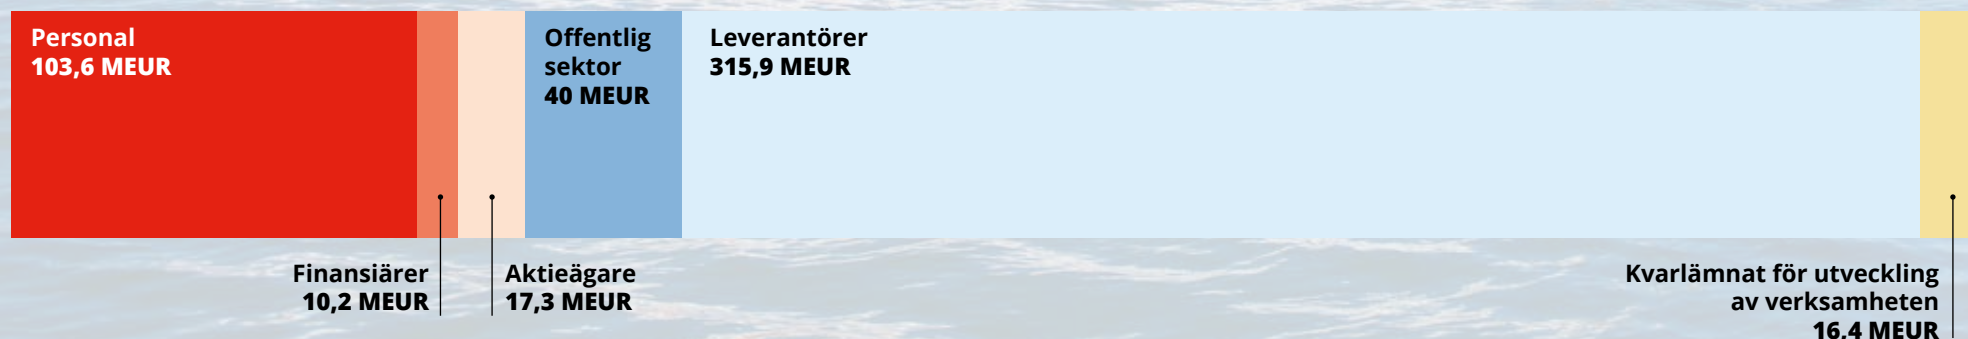 Personal
103,6 MEUR
Offentlig
sektor
40 MEUR
Leverantörer
315,9 MEUR
Finansiärer
10,2 MEUR
Aktieägare
17,3 MEUR
Kvarlämnat för utveckling
av verksamheten
16,4 MEUR